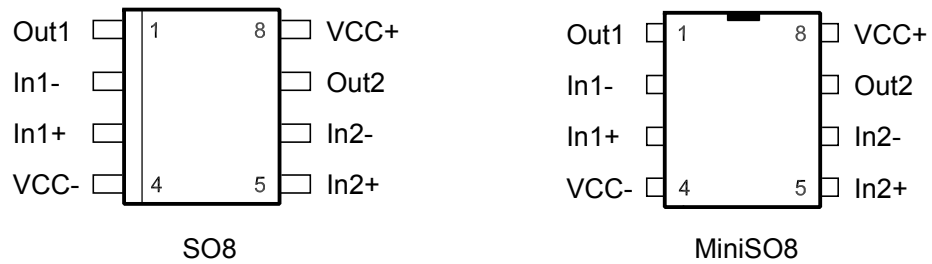 Out1 1 8 VCC+
In1- Out2
In1+ In2-
VCC- 4 5 In2+
SO8
Out1 1 8 VCC+
In1- Out2
In1+ In2-
VCC- 4 5 In2+
MiniSO8